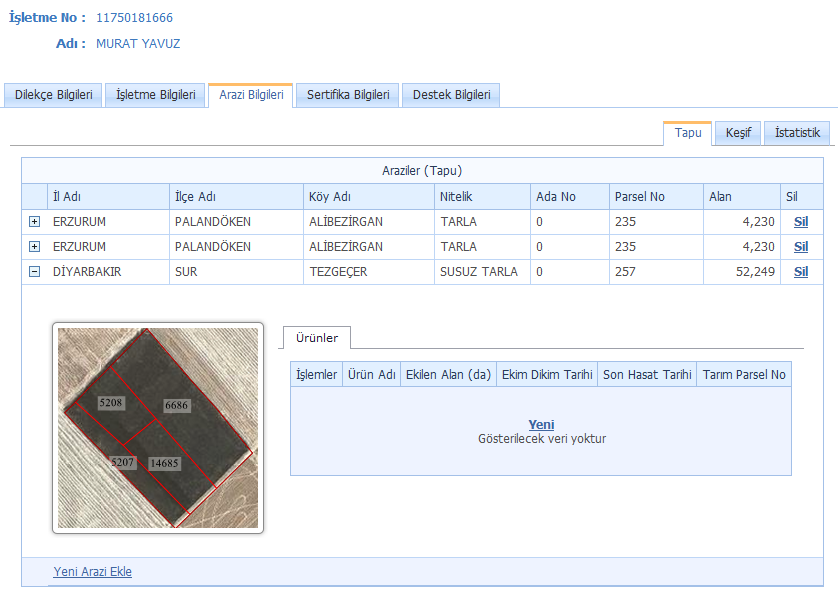 İşletme No : 11750181666
Adı : MURAT YAVUZ
Dilekçe Bilgileri İşletme Bilgileri Arazi Bilgileri Sertifika Bilgileri Destek Bilgileri
Tapu Keşif İstatistik
Araziler (Tapu)
İl Adı İlçe Adı Köy Adı Nitelik Ada No Parsel No Alan Sil
ERZURUM PALANDÖKEN ALİBEZİRGAN TARLA 0 235 4,230 Sil
ERZURUM PALANDÖKEN ALİBEZİRGAN TARLA 0 235 4,230 Sil
DİYARBAKIR SUR TEZGEÇER SUSUZ TARLA 0 257 52,249 Sil
Ürünler
İşlemler Ürün Adı Ekilen Alan (da) Ekim Dikim Tarihi Son Hasat Tarihi Tarım Parsel No
Yeni
Gösterilecek veri yoktur
5208 6686
5207 14685
Yeni Arazi Ekle